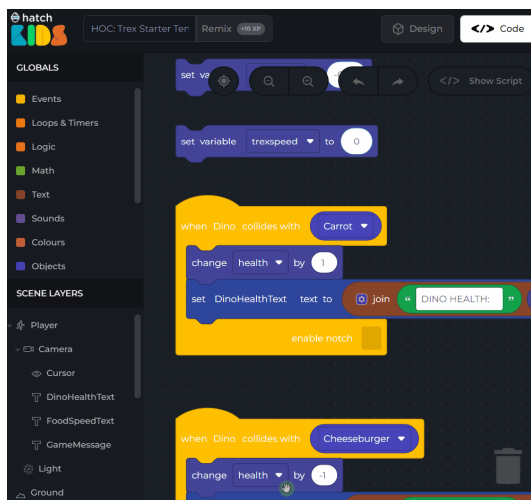 hatch
KIDS
HOC: Trex Starter Ten
Remix +10 XP
Design
</> Code
GLOBALS
Events
Loops & Timers
Logic
Math
Text
Sounds
Colours
Objects
SCENE LAYERS
Player
Camera
Cursor
DinoHealthText
FoodSpeedText
GameMessage
Light
Ground
set va
</> Show Script
set variable trexspeed to 0
when Dino collides with Carrot
change health by 1
set DinoHealthText text to join “ DINO HEALTH: ”
enable notch
when Dino collides with Cheeseburger
change health by -1